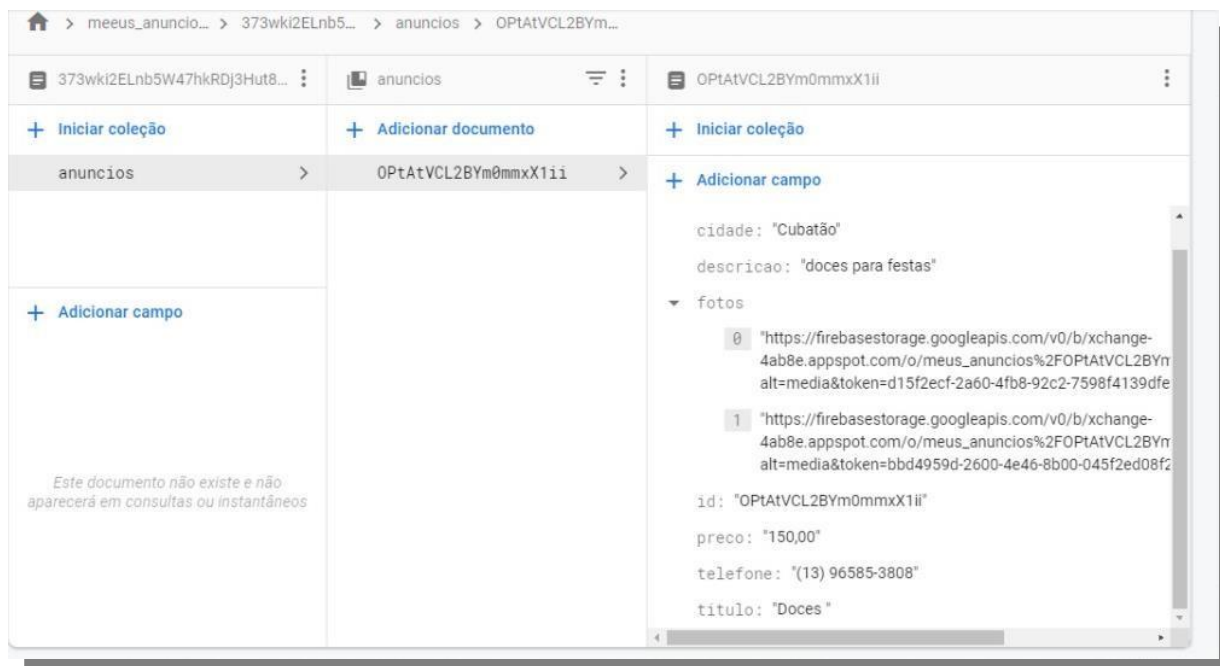 > meeus_anuncio... > 373wki2ELnb5... > anuncios > OPtAtVCL2BYm...
373wki2ELnb5W47hkRDj3Hut8...
anuncios
OPtAtVCL2BYm0mmxX1ii
+ Iniciar coleção
+ Adicionar documento
+ Iniciar coleção
anuncios >
OPtAtVCL2BYm0mmxX1ii >
+ Adicionar campo
cidade: "Cubatão"
descricao: "doces para festas"
+ Adicionar campo
fotos
0 "https://firebasestorage.googleapis.com/v0/b/xchange-
4ab8e.appspot.com/o/meus_anuncios%2FOPtAtVCL2BYm
alt=media&token=d15f2ecf-2a60-4fb8-92c2-7598f4139dfe
1 "https://firebasestorage.googleapis.com/v0/b/xchange-
4ab8e.appspot.com/o/meus_anuncios%2FOPtAtVCL2BYm
alt=media&token=bbd4959d-2600-4e46-8b00-045f2ed08f2
Este documento não existe e não
aparecerá em consultas ou instantâneos
id: "OPtAtVCL2BYm0mmxX1ii"
preco: "150,00"
telefone: "(13) 96585-3808"
titulo: "Doces "